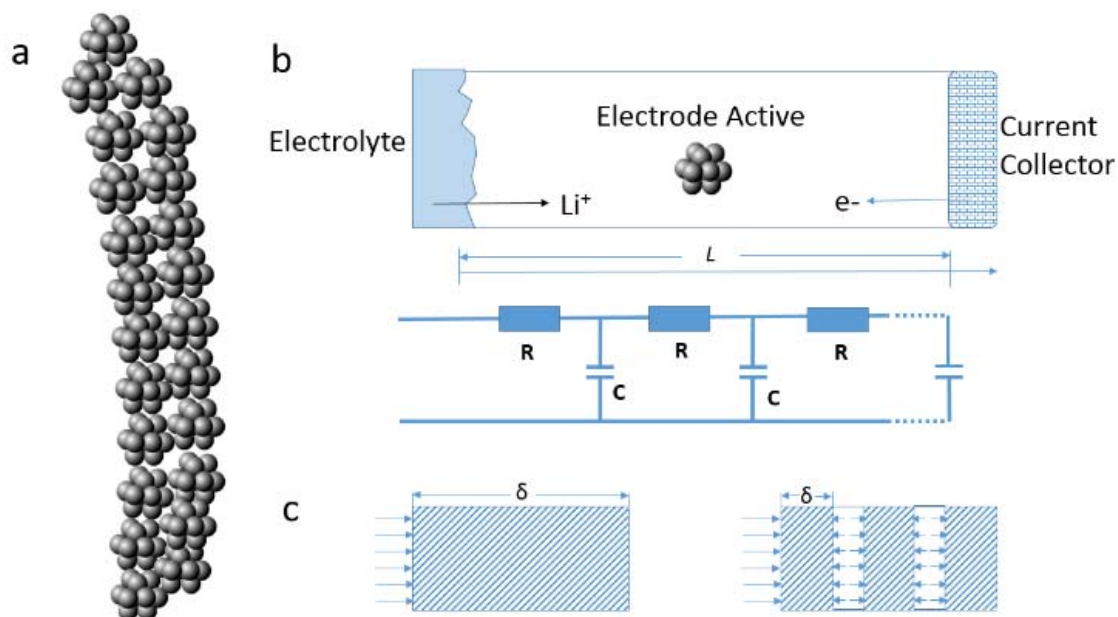 a
b
Electrolyte
Electrode Active
Current
Collector
Li+
e-
L
R
R
R
C
C
c
δ
δ